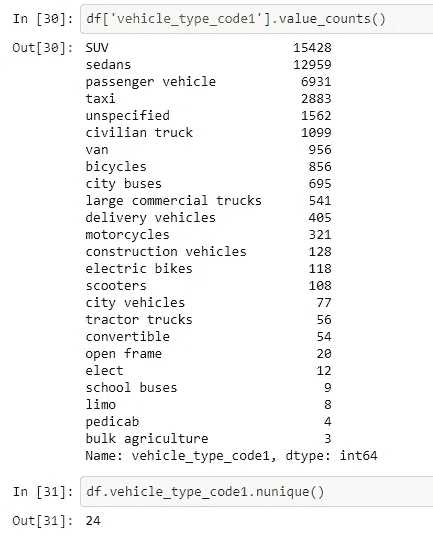 In [30]: df['vehicle_type_code1'].value_counts()
Out[30]: SUV 15428
sedans 12959
passenger vehicle 6931
taxi 2883
unspecified 1562
civilian truck 1099
van 956
bicycles 856
city buses 695
large commercial trucks 541
delivery vehicles 405
motorcycles 321
construction vehicles 128
electric bikes 118
scooters 108
city vehicles 77
tractor trucks 56
convertible 54
open frame 20
elect 12
school buses 9
limo 8
pedicab 4
bulk agriculture 3
Name: vehicle_type_code1, dtype: int64
In [31]: df.vehicle_type_code1.nunique()
Out[31]: 24